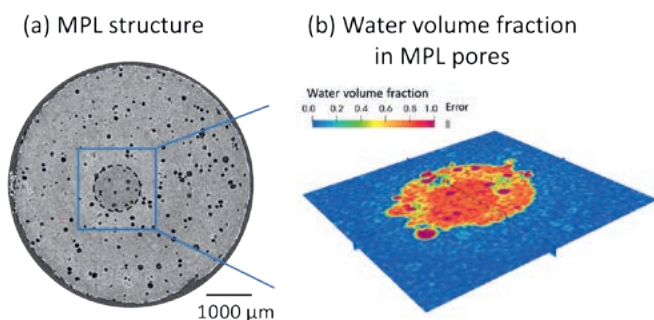 (a) MPL structure
(b) Water volume fraction
in MPL pores
Water volume fraction
0.0 0.2 0.4 0.6 0.8 1.0 Error
1000 μm